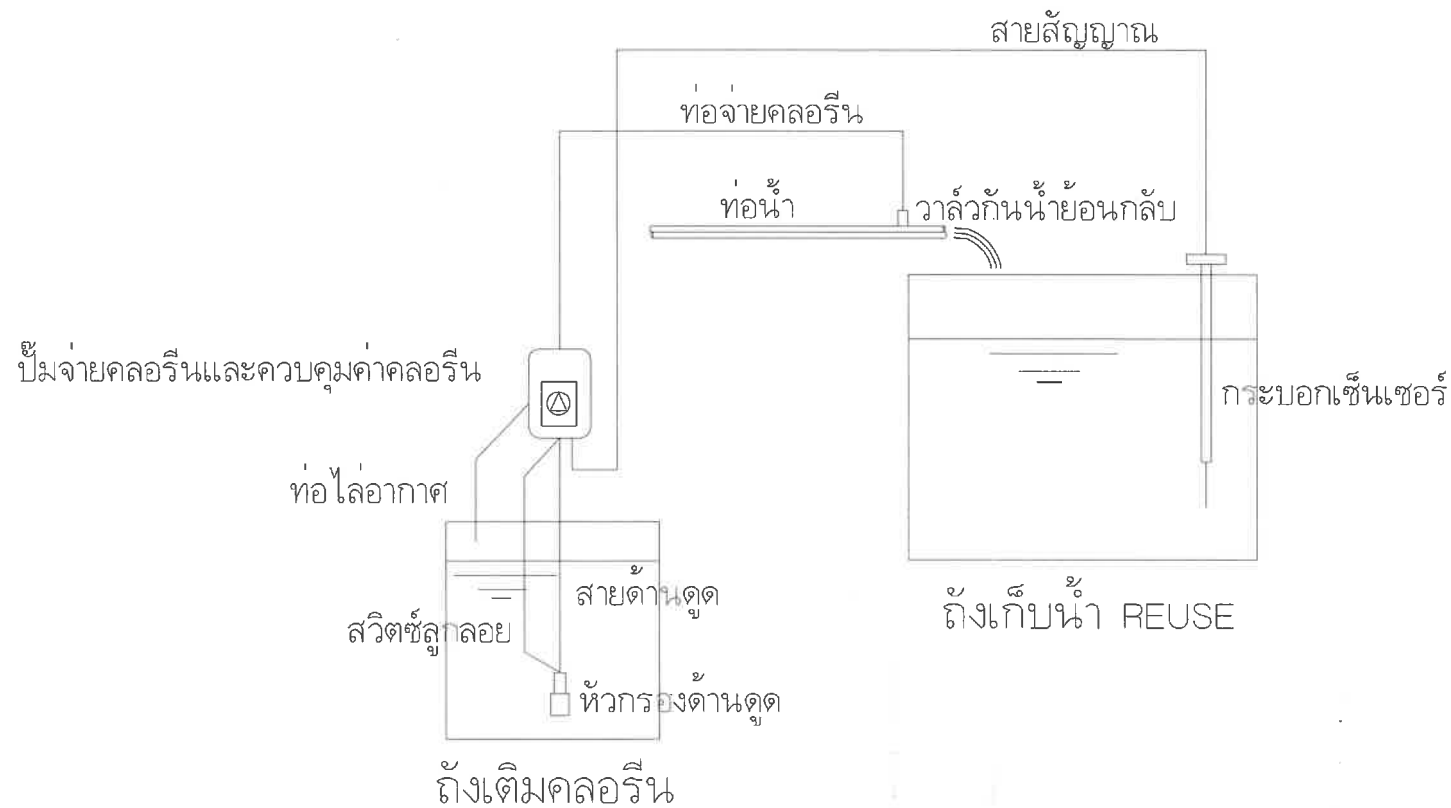 สายสัญญาณ
ท่อจ่ายคลอรีน
ท่อน้ำ
วาล์วกันน้ำย้อนกลับ
ปั๊มจ่ายคลอรีนและควบคุมค่าคลอรีน
กระบอกเซ็นเซอร์
ท่อไล่อากาศ
สายด้านดูด
ถังเก็บน้ำ REUSE
สวิตซ์ลูกลอย
หัวกรองด้านดูด
ถังเติมคลอรีน